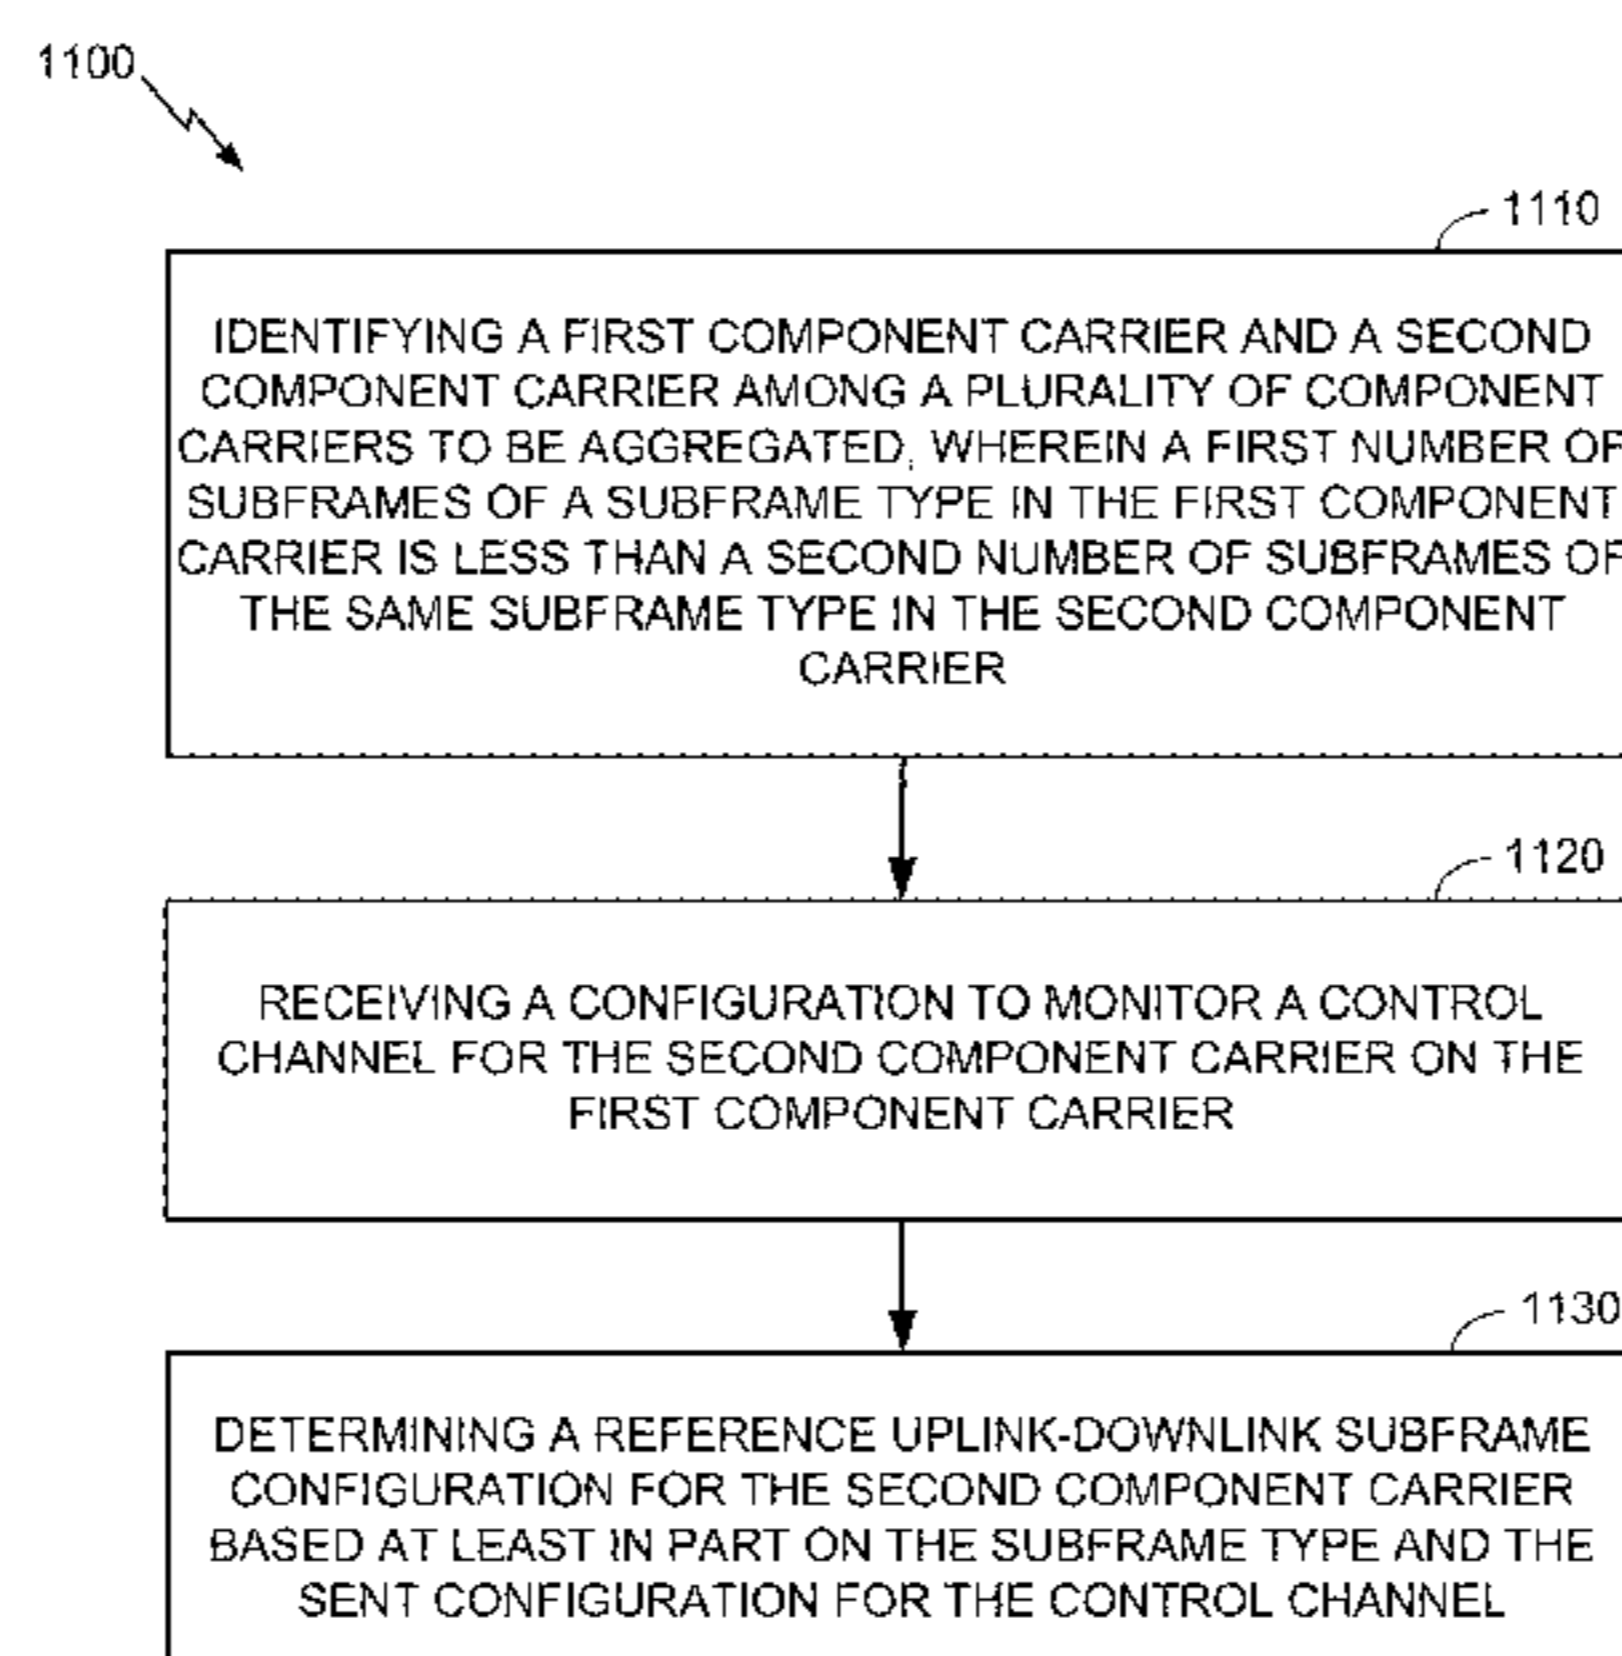 1100
1110
IDENTIFYING A FIRST COMPONENT CARRIER AND A SECOND
COMPONENT CARRIER AMONG A PLURALITY OF COMPONENT
CARRIERS TO BE AGGREGATED, WHEREIN A FIRST NUMBER OF
SUBFRAMES OF A SUBFRAME TYPE IN THE FIRST COMPONENT
CARRIER IS LESS THAN A SECOND NUMBER OF SUBFRAMES OF
THE SAME SUBFRAME TYPE IN THE SECOND COMPONENT
CARRIER
1120
RECEIVING A CONFIGURATION TO MONITOR A CONTROL
CHANNEL FOR THE SECOND COMPONENT CARRIER ON THE
FIRST COMPONENT CARRIER
1130
DETERMINING A REFERENCE UPLINK-DOWNLINK SUBFRAME
CONFIGURATION FOR THE SECOND COMPONENT CARRIER
BASED AT LEAST IN PART ON THE SUBFRAME TYPE AND THE
SENT CONFIGURATION FOR THE CONTROL CHANNEL